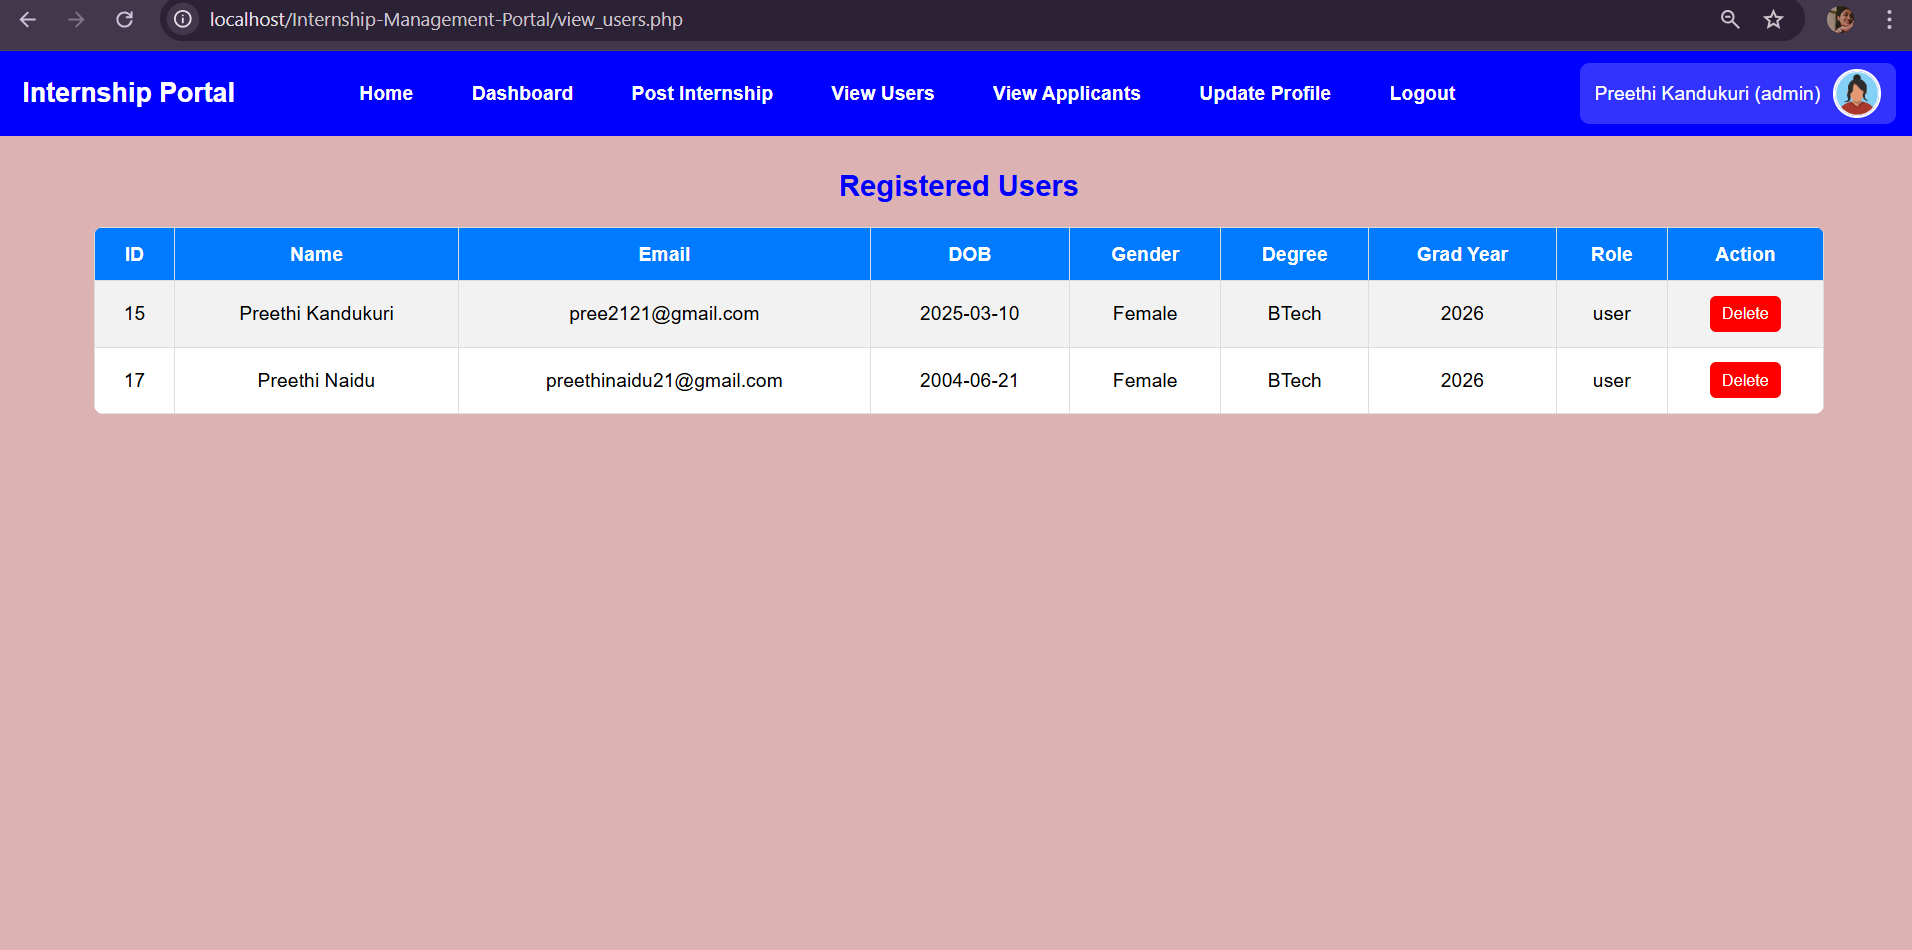 localhost/Internship-Management-Portal/view_users.php
Internship Portal Home Dashboard Post Internship View Users View Applicants Update Profile Logout Preethi Kandukuri (admin)
Registered Users
ID Name Email DOB Gender Degree Grad Year Role Action
15 Preethi Kandukuri pree2121@gmail.com 2025-03-10 Female BTech 2026 user Delete
17 Preethi Naidu preethinaidu21@gmail.com 2004-06-21 Female BTech 2026 user Delete